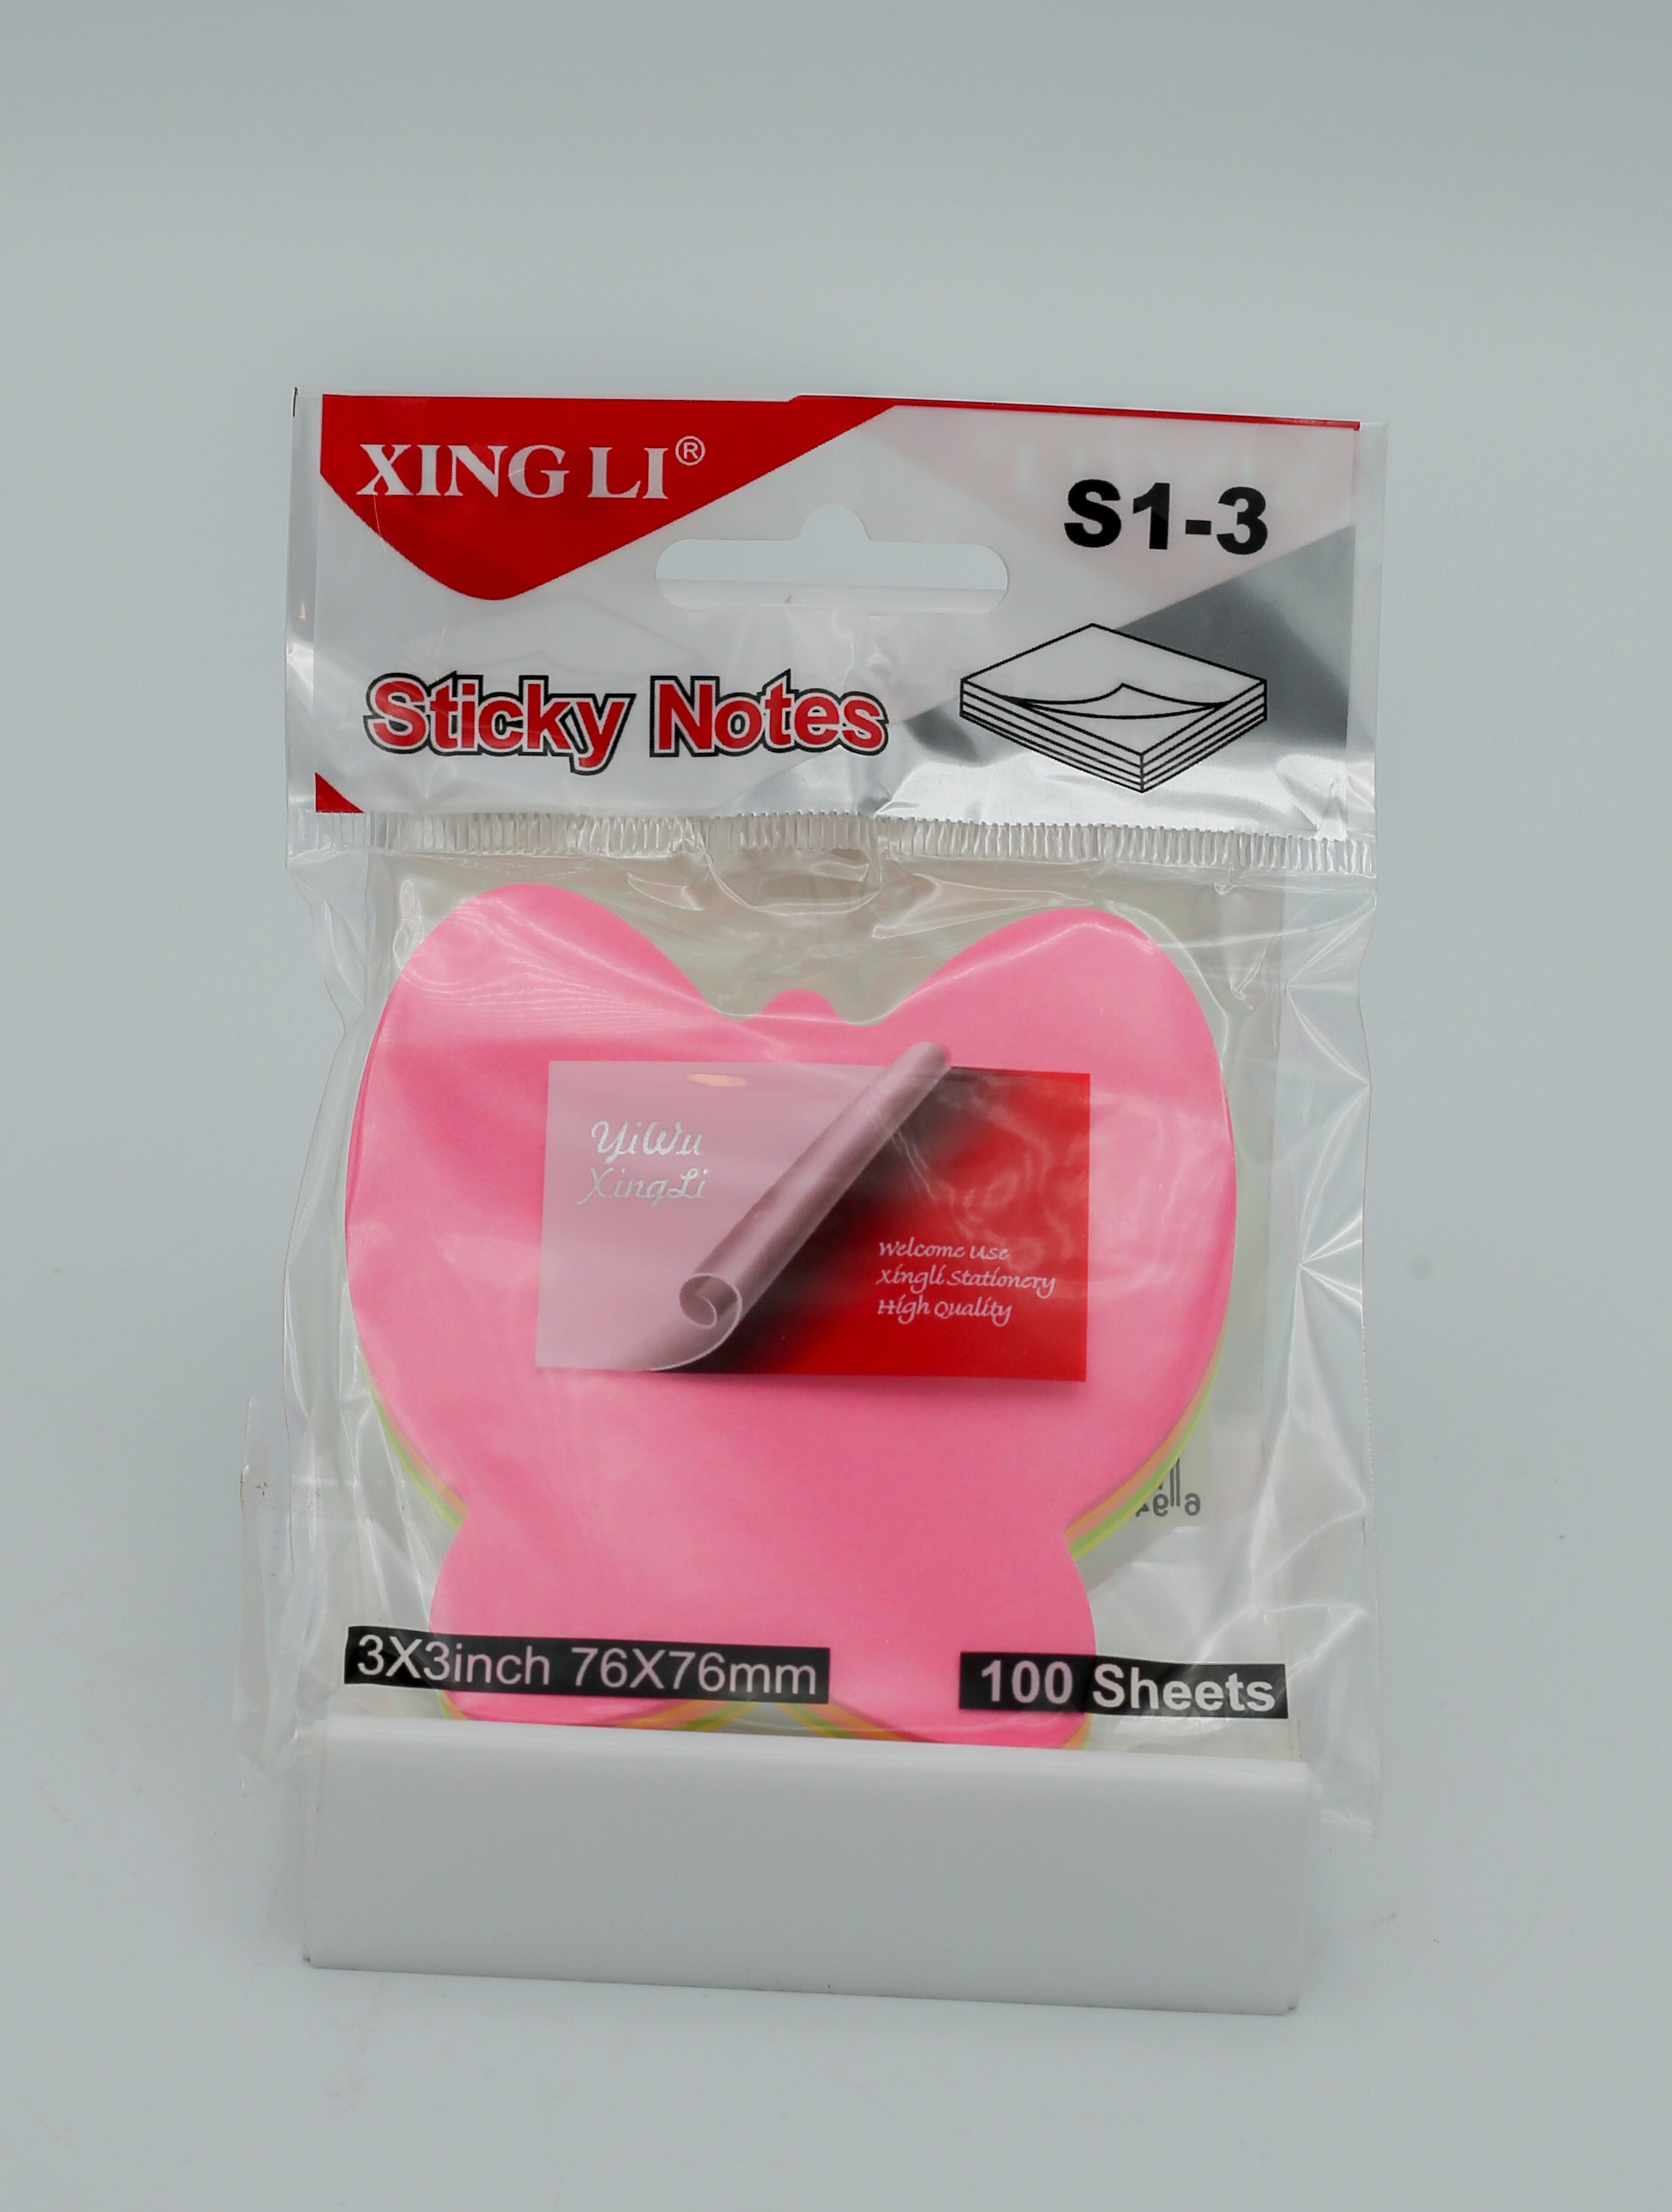 XING LI®
S1-3
Sticky Notes
YiWu
XingLi
Welcome Use
Xingli Stationery
High Quality
3X3inch 76X76mm
100 Sheets